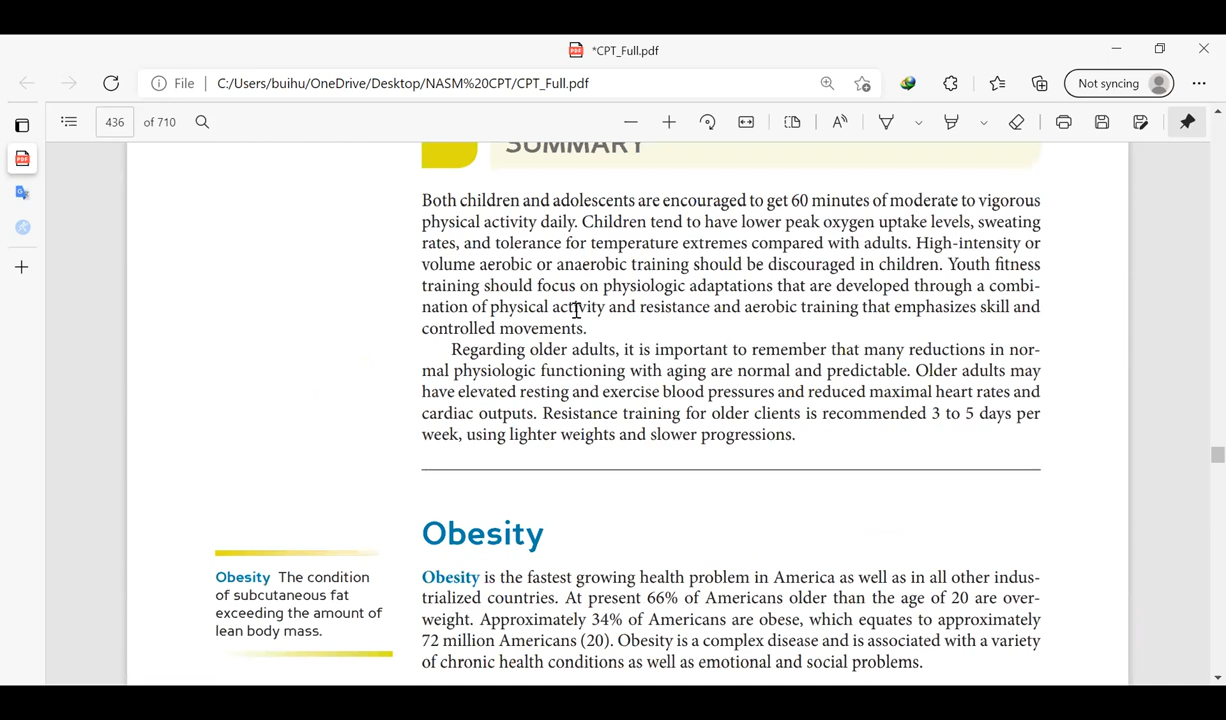 *CPT_Full.pdf
File | C:/Users/buihu/OneDrive/Desktop/NASM%20CPT/CPT_Full.pdf
Not syncing
436 of 710
SUMMARY
Both children and adolescents are encouraged to get 60 minutes of moderate to vigorous
physical activity daily. Children tend to have lower peak oxygen uptake levels, sweating
rates, and tolerance for temperature extremes compared with adults. High-intensity or
volume aerobic or anaerobic training should be discouraged in children. Youth fitness
training should focus on physiologic adaptations that are developed through a combi-
nation of physical activity and resistance and aerobic training that emphasizes skill and
controlled movements.
Regarding older adults, it is important to remember that many reductions in nor-
mal physiologic functioning with aging are normal and predictable. Older adults may
have elevated resting and exercise blood pressures and reduced maximal heart rates and
cardiac outputs. Resistance training for older clients is recommended 3 to 5 days per
week, using lighter weights and slower progressions.
Obesity
Obesity The condition
of subcutaneous fat
exceeding the amount of
lean body mass.
Obesity is the fastest growing health problem in America as well as in all other indus-
trialized countries. At present 66% of Americans older than the age of 20 are over-
weight. Approximately 34% of Americans are obese, which equates to approximately
72 million Americans (20). Obesity is a complex disease and is associated with a variety
of chronic health conditions as well as emotional and social problems.